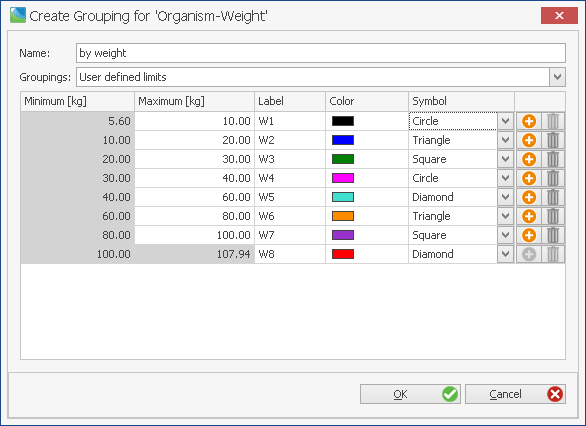 Create Grouping for 'Organism-Weight'
Name: by weight
Groupings: User defined limits
Minimum [kg] Maximum [kg] Label Color Symbol
5.60 10.00 W1 Circle
10.00 20.00 W2 Triangle
20.00 30.00 W3 Square
30.00 40.00 W4 Circle
40.00 60.00 W5 Diamond
60.00 80.00 W6 Triangle
80.00 100.00 W7 Square
100.00 107.94 W8 Diamond
OK Cancel